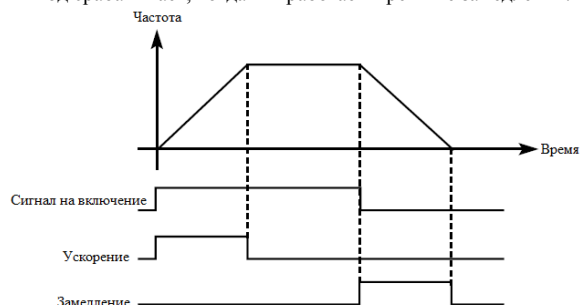 Частота
Время
Сигнал на включение
Ускорение
Замедление